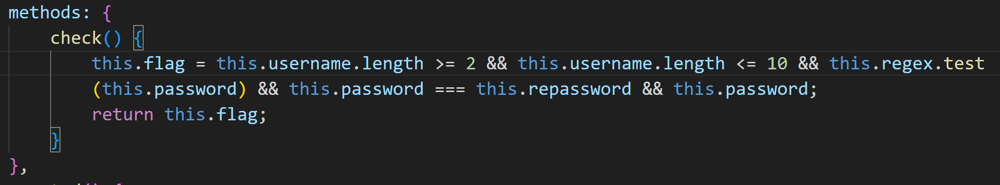 methods: {
    check() {
        this.flag = this.username.length >= 2 && this.username.length <= 10 && this.regex.test
        (this.password) && this.password === this.repassword && this.password;
        return this.flag;
    }
},